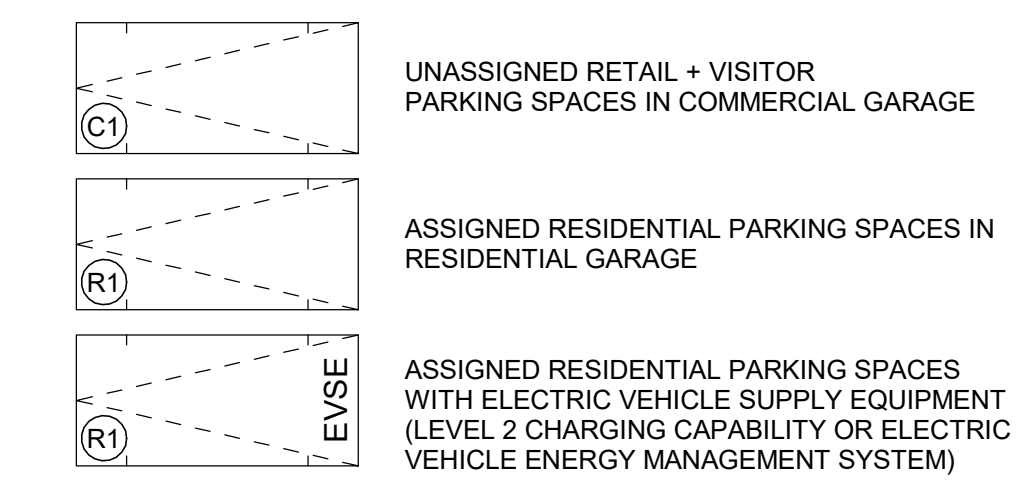 C1
UNASSIGNED RETAIL + VISITOR
PARKING SPACES IN COMMERCIAL GARAGE
R1
ASSIGNED RESIDENTIAL PARKING SPACES IN
RESIDENTIAL GARAGE
R1
EVSE
ASSIGNED RESIDENTIAL PARKING SPACES
WITH ELECTRIC VEHICLE SUPPLY EQUIPMENT
(LEVEL 2 CHARGING CAPABILITY OR ELECTRIC
VEHICLE ENERGY MANAGEMENT SYSTEM)